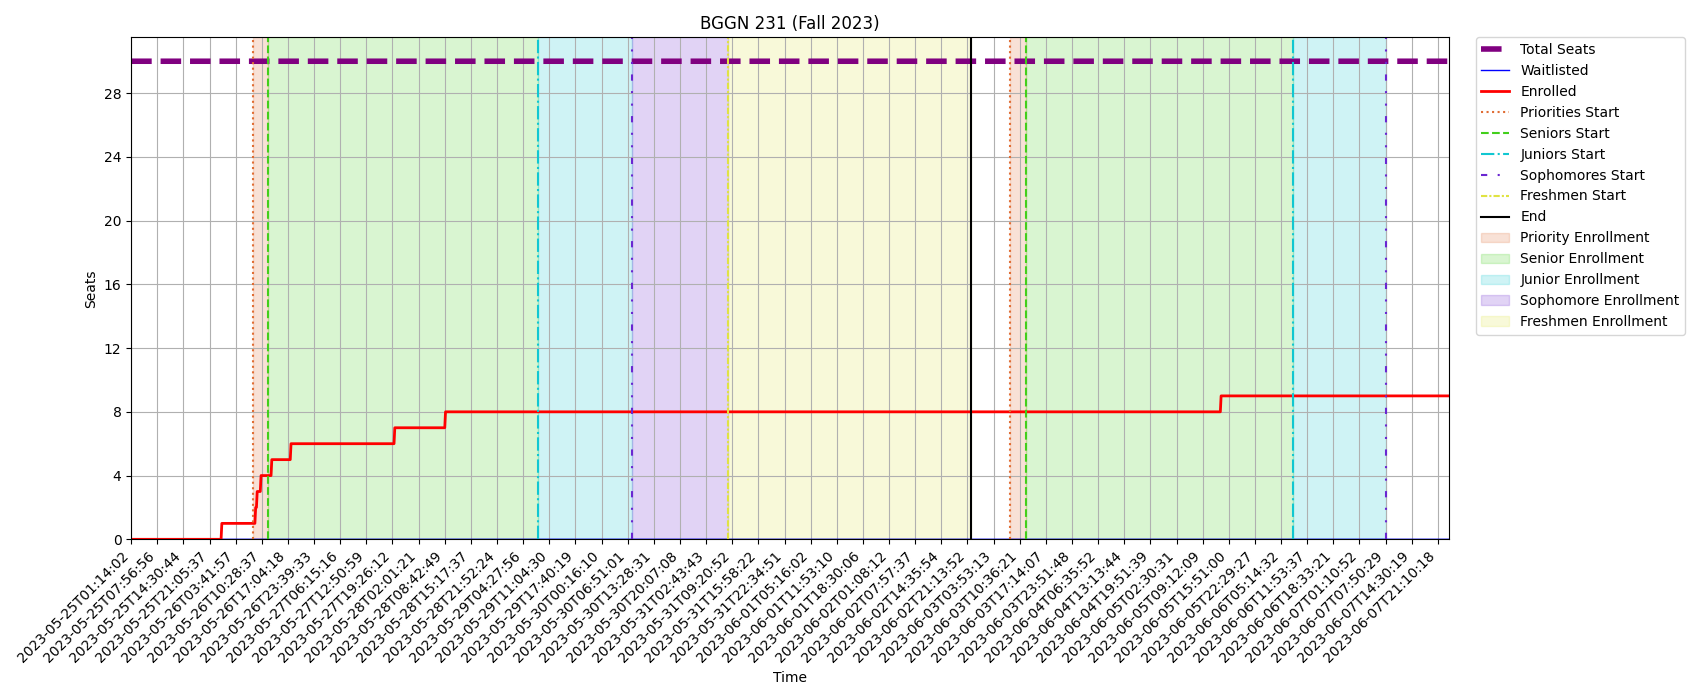 BGGN 231 (Fall 2023)
Seats
28
24
20
16
12
8
4
0
2023-05-25T01:14:02
2023-05-25T07:56:56
2023-05-25T14:30:44
2023-05-25T21:05:37
2023-05-26T03:41:57
2023-05-26T10:28:37
2023-05-26T17:04:18
2023-05-26T23:39:33
2023-05-27T06:15:16
2023-05-27T12:50:59
2023-05-27T19:26:12
2023-05-28T02:01:21
2023-05-28T08:42:49
2023-05-28T15:17:37
2023-05-28T21:52:24
2023-05-29T04:27:56
2023-05-29T11:04:30
2023-05-29T17:40:19
2023-05-30T00:16:10
2023-05-30T06:51:01
2023-05-30T13:28:31
2023-05-30T20:07:08
2023-05-31T02:43:43
2023-05-31T09:20:52
2023-05-31T15:58:22
2023-05-31T22:34:51
2023-06-01T05:16:02
2023-06-01T11:53:10
2023-06-01T18:30:06
2023-06-02T01:08:12
2023-06-02T07:57:37
2023-06-02T14:35:54
2023-06-02T21:13:52
2023-06-03T03:53:13
2023-06-03T10:36:21
2023-06-03T17:14:07
2023-06-03T23:51:48
2023-06-04T06:35:52
2023-06-04T13:13:44
2023-06-04T19:51:39
2023-06-05T02:30:31
2023-06-05T09:12:09
2023-06-05T15:51:00
2023-06-05T22:29:27
2023-06-06T05:14:32
2023-06-06T11:53:37
2023-06-06T18:33:21
2023-06-07T01:10:52
2023-06-07T07:50:29
2023-06-07T14:30:19
2023-06-07T21:10:18
Time
Total Seats
Waitlisted
Enrolled
Priorities Start
Seniors Start
Juniors Start
Sophomores Start
Freshmen Start
End
Priority Enrollment
Senior Enrollment
Junior Enrollment
Sophomore Enrollment
Freshmen Enrollment